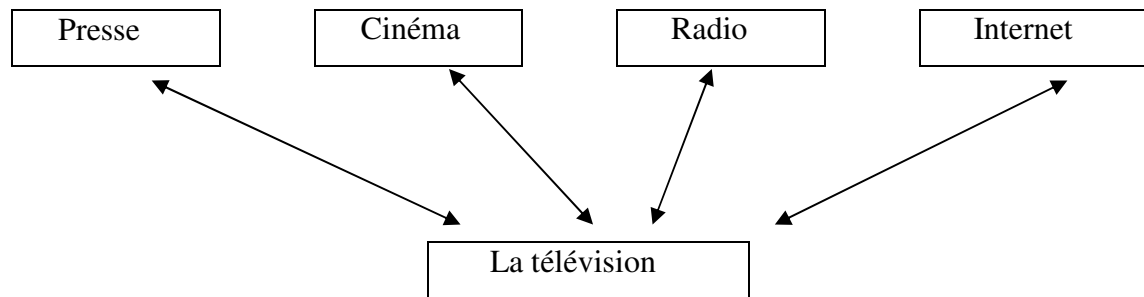 Presse
Cinéma
Radio
Internet
La télévision